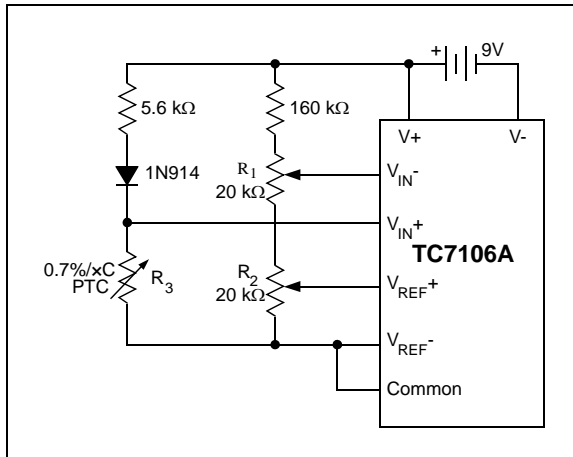 +
9V
5.6 kΩ
160 kΩ
V+
V-
1N914
R1
20 kΩ
VIN-
VIN+
TC7106A
0.7%/×C
PTC
R3
R2
20 kΩ
VREF+
VREF-
Common